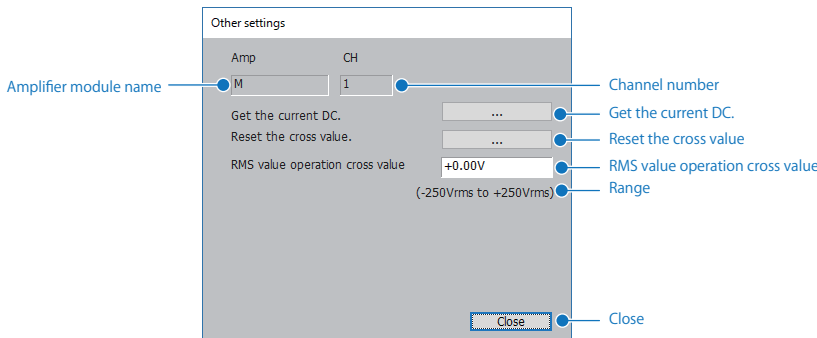 Other settings
Amp CH
Amplifier module name M 1 Channel number
Get the current DC. ... Get the current DC.
Reset the cross value. ... Reset the cross value
RMS value operation cross value +0.00V RMS value operation cross value
(-250Vrms to +250Vrms) Range
Close Close